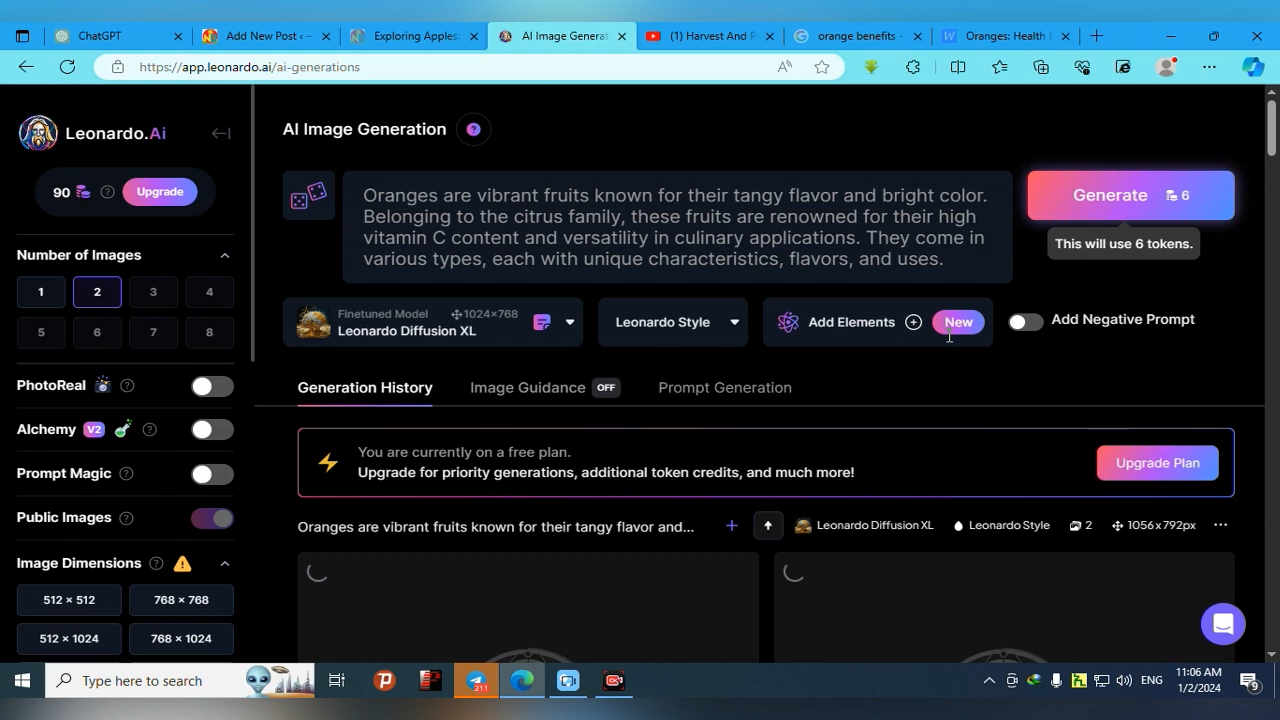 ChatGPT
Add New Post ‹ —
Exploring Apples:
AI Image Generat
(1) Harvest And P
orange benefits -
Oranges: Health B
https://app.leonardo.ai/ai-generations
Leonardo.Ai
90
Upgrade
Number of Images
1
2
3
4
5
6
7
8
PhotoReal
Alchemy V2
Prompt Magic
Public Images
Image Dimensions
512 × 512
768 × 768
512 × 1024
768 × 1024
AI Image Generation
Oranges are vibrant fruits known for their tangy flavor and bright color.
Belonging to the citrus family, these fruits are renowned for their high
vitamin C content and versatility in culinary applications. They come in
various types, each with unique characteristics, flavors, and uses.
Generate 6
This will use 6 tokens.
Finetuned Model 1024×768
Leonardo Diffusion XL
Leonardo Style
Add Elements
New
Add Negative Prompt
Generation History
Image Guidance OFF
Prompt Generation
You are currently on a free plan.
Upgrade for priority generations, additional token credits, and much more!
Upgrade Plan
Oranges are vibrant fruits known for their tangy flavor and...
Leonardo Diffusion XL
Leonardo Style
2
1056x792px
Type here to search
211
ENG
11:06 AM
1/2/2024
9